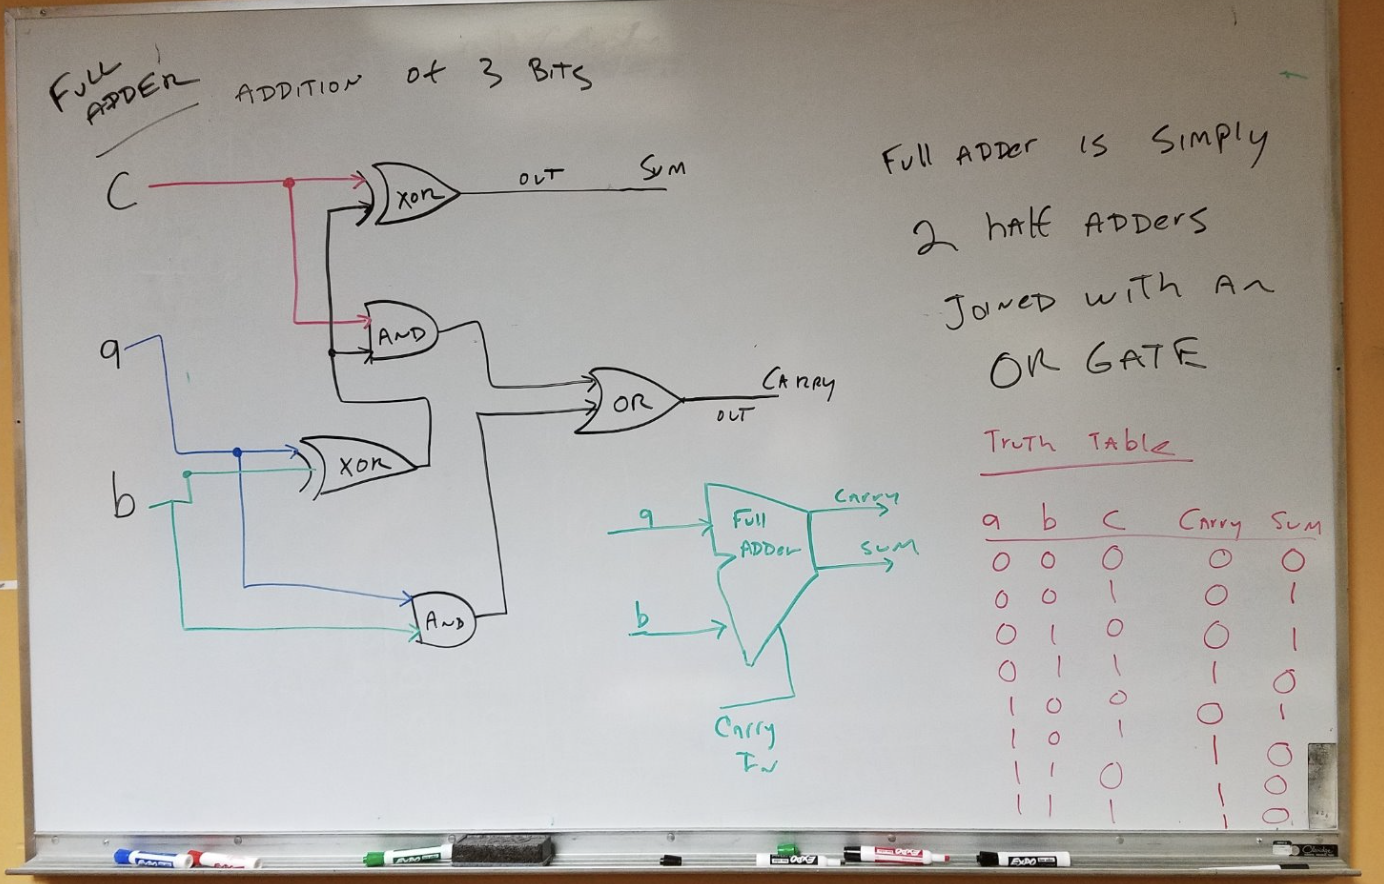 FULL
ADDER
ADDITION OF 3 BITS
C
XOR
OUT
SUM
AND
a
b
XOR
OR
CARRY
OUT
AND
Full ADDer is Simply
2 half ADDers
JOINED with An
OR GATE
Truth Table
a b C Carry Sum
0 0 0 0 0
0 0 1 0 1
0 1 0 0 1
0 1 1 1 0
1 0 0 0 1
1 0 1 1 0
1 1 0 1 0
1 1 1 1 0
a
Full
ADDer
Carry
SUM
b
Carry
In
EXPO
EXPO
EXPO
EXPO